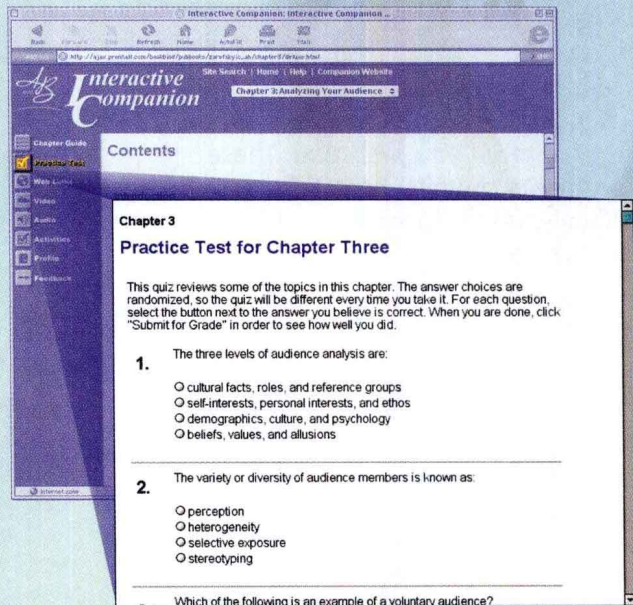 Interactive Companion: Interactive Companion ...
Back Forward Stop Refresh Home AutoFill Print Mail
Site Search | Home | Help | Companion Website
AB Interactive
Companion
Chapter 3: Analyzing Your Audience
Chapter Guide
Practice Test
Web Links
Video
Audio
Activities
Profile
Feedback
Contents
Chapter 3
Practice Test for Chapter Three
This quiz reviews some of the topics in this chapter. The answer choices are
randomized, so the quiz will be different every time you take it. For each question,
select the button next to the answer you believe is correct. When you are done, click
"Submit for Grade" in order to see how well you did.
1. The three levels of audience analysis are:
cultural facts, roles, and reference groups
self-interests, personal interests, and ethos
demographics, culture, and psychology
beliefs, values, and allusions
2. The variety or diversity of audience members is known as:
perception
heterogeneity
selective exposure
stereotyping
Which of the following is an example of a voluntary audience?
Internet zone